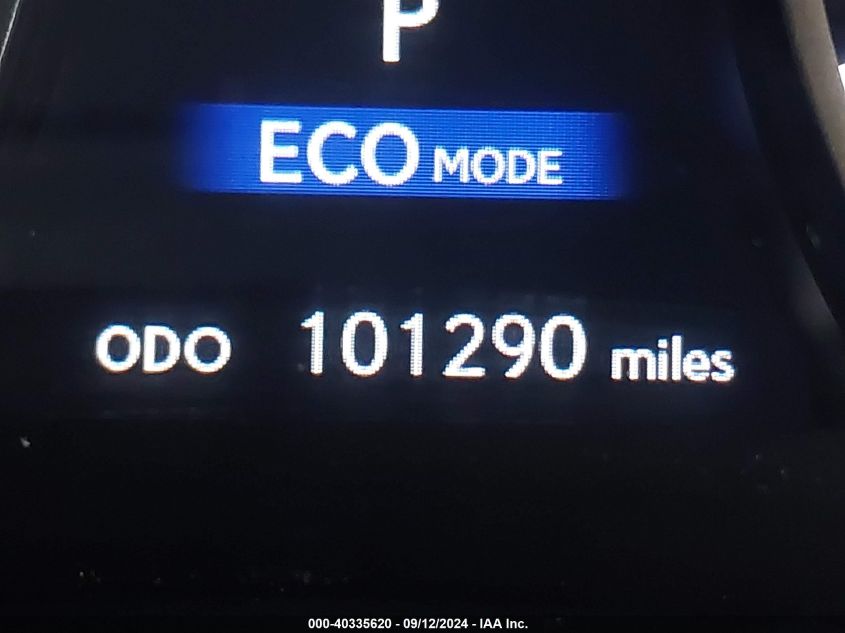 P
ECO MODE
ODO 101290 miles
000-40335620 - 09/12/2024 - IAA Inc.